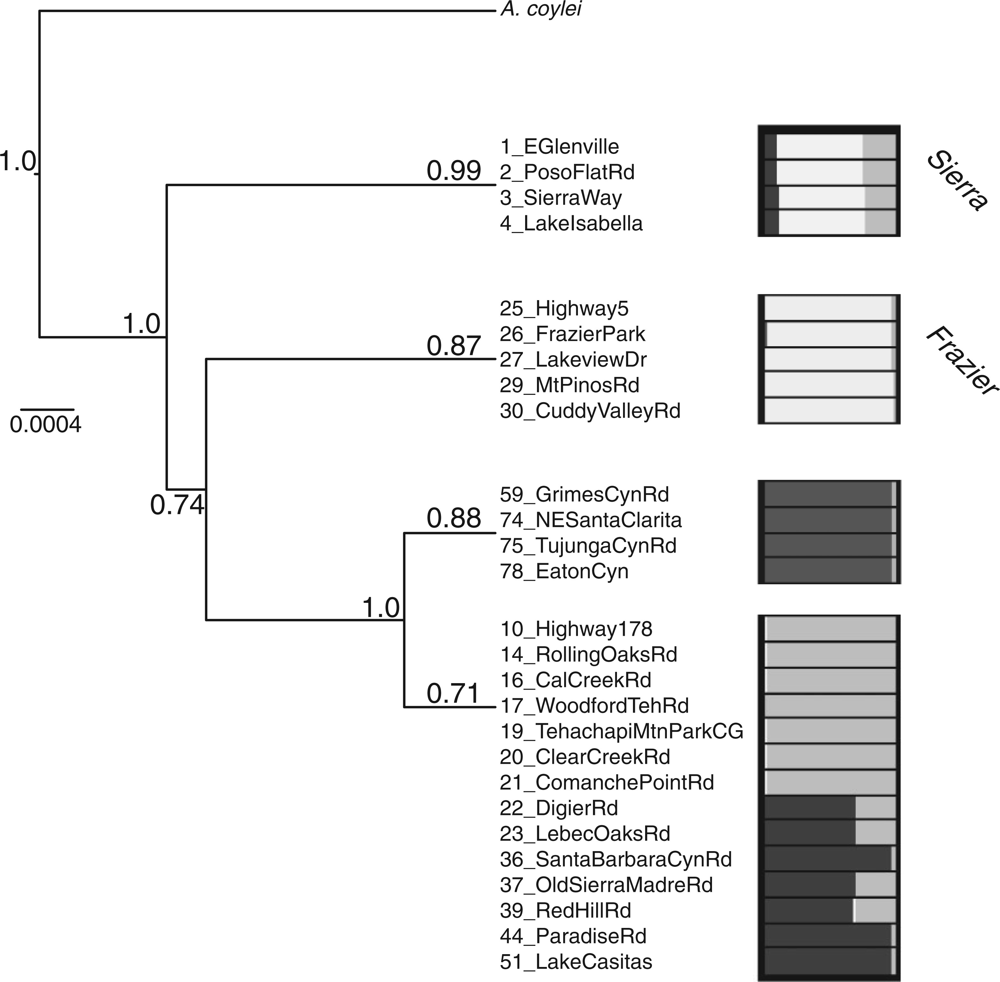 A. coylei
1.0
1_EGlenville
0.99
2_PosoFlatRd
3_SierraWay
4_LakeIsabella
Sierra
1.0
25_Highway5
26_FrazierPark
0.87
27_LakeviewDr
29_MtPinosRd
30_CuddyValleyRd
Frazier
0.0004
0.74
59_GrimesCynRd
0.88
74_NESantaClarita
75_TujungaCynRd
78_EatonCyn
1.0
10_Highway178
14_RollingOaksRd
16_CalCreekRd
0.71
17_WoodfordTehRd
19_TehachapiMtnParkCG
20_ClearCreekRd
21_ComanchePointRd
22_DigierRd
23_LebecOaksRd
36_SantaBarbaraCynRd
37_OldSierraMadreRd
39_RedHillRd
44_ParadiseRd
51_LakeCasitas